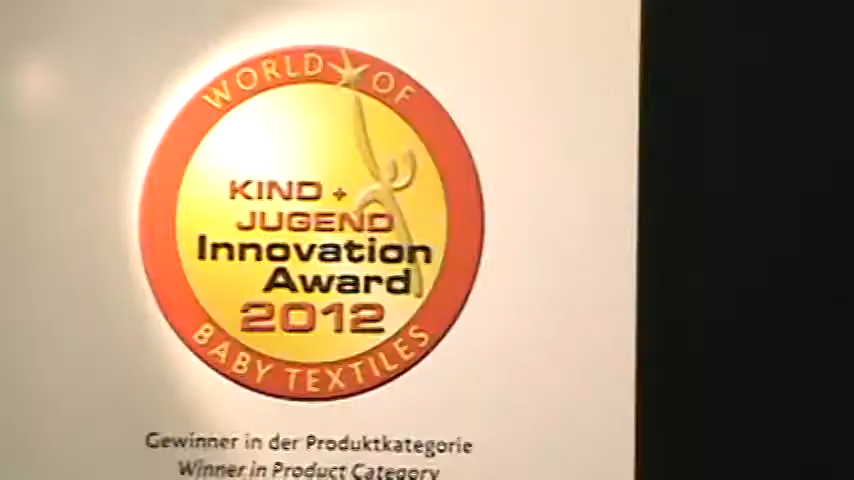 WORLD OF
KIND +
JUGEND
Innovation
Award
2012
BABY TEXTILES
Gewinner in der Produktkategorie
Winner in Product Category